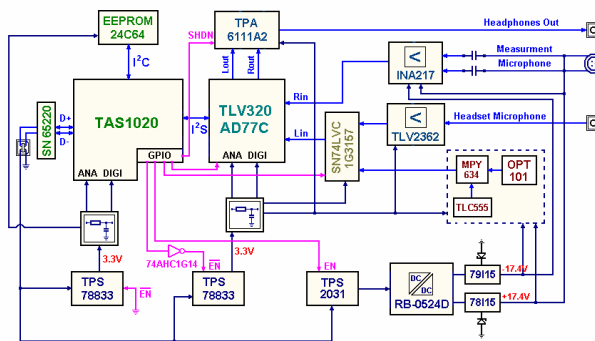 EEPROM
24C64
I²C
SHDN
TPA
6111A2
Headphones Out
Lout
Rout
Measurment
Microphone
INA217
Rin
TAS1020
I²S
TLV320
AD77C
Lin
SN74LVC
1G3157
TLV2362
Headset Microphone
SN 65220
D+
D-
GPIO
ANA DIGI
ANA DIGI
MPY
634
OPT
101
TLC555
3.3V
74AHC1G14
EN
3.3V
TPS
78833
EN
TPS
78833
EN
TPS
2031
DC
DC
RB-0524D
79l15
-17.4V
78l15
+17.4V